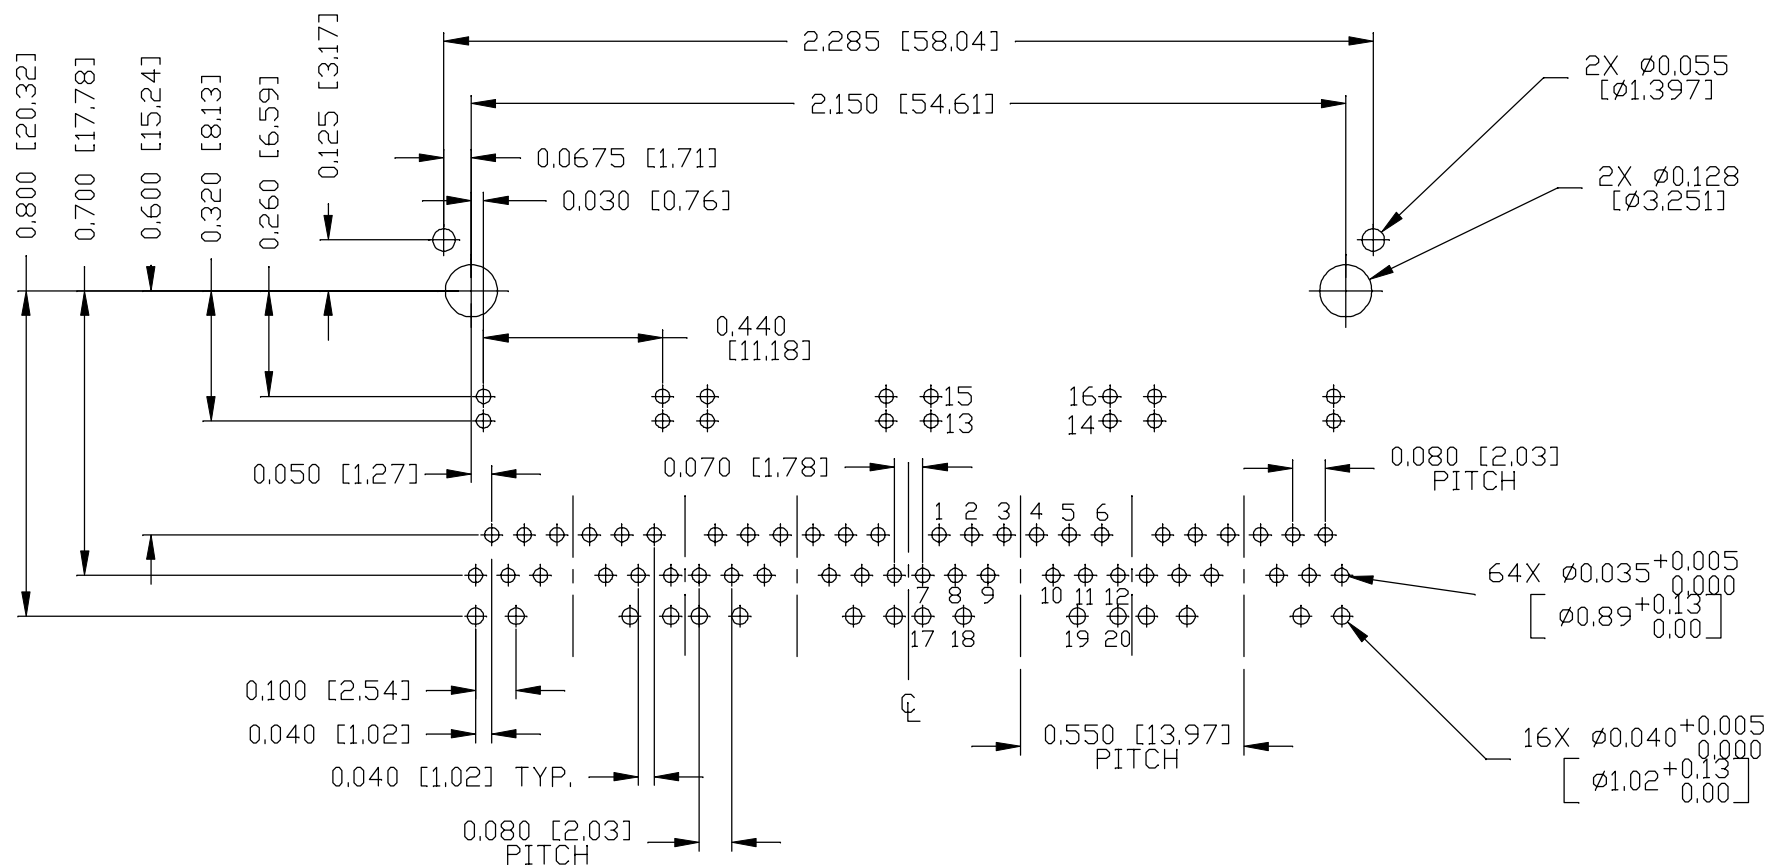 2.285 [58.04]
2.150 [54.61]
0.0675 [1.71]
0.030 [0.76]
0.800 [20.32]
0.700 [17.78]
0.600 [15.24]
0.320 [8.13]
0.260 [6.59]
0.125 [3.17]
2X Ø0.055
[Ø1.397]
2X Ø0.128
[Ø3.251]
0.440
[11.18]
15
16
13
14
0.050 [1.27]
0.070 [1.78]
0.080 [2.03]
PITCH
1 2 3 4 5 6
7 8 9 10 11 12
17 18 19 20
64X Ø0.035 +0.005
0.000
[Ø0.89 +0.13
0.00]
0.100 [2.54]
0.040 [1.02]
0.040 [1.02] TYP.
0.080 [2.03]
PITCH
CL
0.550 [13.97]
PITCH
16X Ø0.040 +0.005
0.000
[Ø1.02 +0.13
0.00]